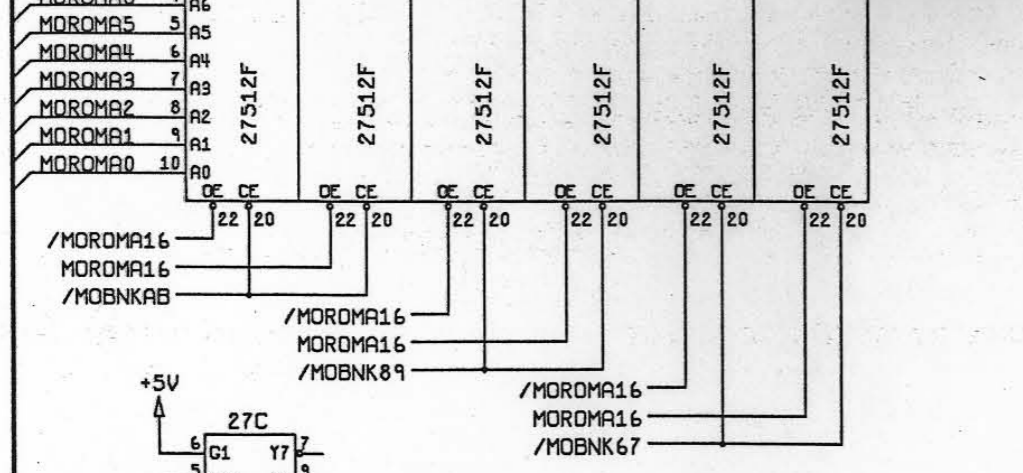 A6
MOROMA5 5 A5
MOROMA4 6 A4
MOROMA3 7 A3
MOROMA2 8 A2
MOROMA1 9 A1
MOROMA0 10 A0
27512F 27512F 27512F 27512F 27512F 27512F
OE CE OE CE OE CE OE CE OE CE OE CE
22 20 22 20 22 20 22 20 22 20 22 20
/MOROMA16
MOROMA16
/MOBNKAB
/MOROMA16
MOROMA16
/MOBNK89
/MOROMA16
MOROMA16
/MOBNK67
+5V
27C
6 G1 Y7 7
5 9